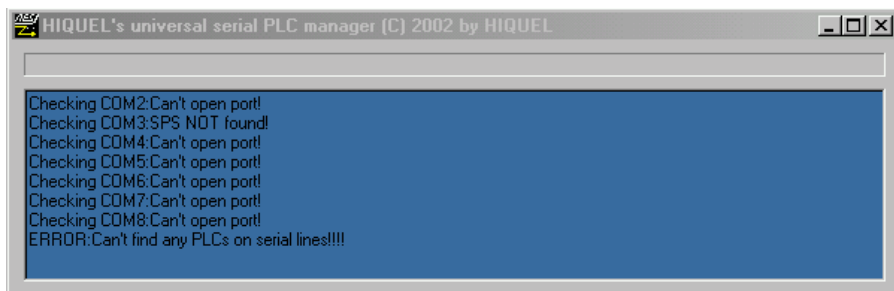 HIQUEL's universal serial PLC manager (C) 2002 by HIQUEL
Checking COM2:Can't open port!
Checking COM3:SPS NOT found!
Checking COM4:Can't open port!
Checking COM5:Can't open port!
Checking COM6:Can't open port!
Checking COM7:Can't open port!
Checking COM8:Can't open port!
ERROR:Can't find any PLCs on serial lines!!!!